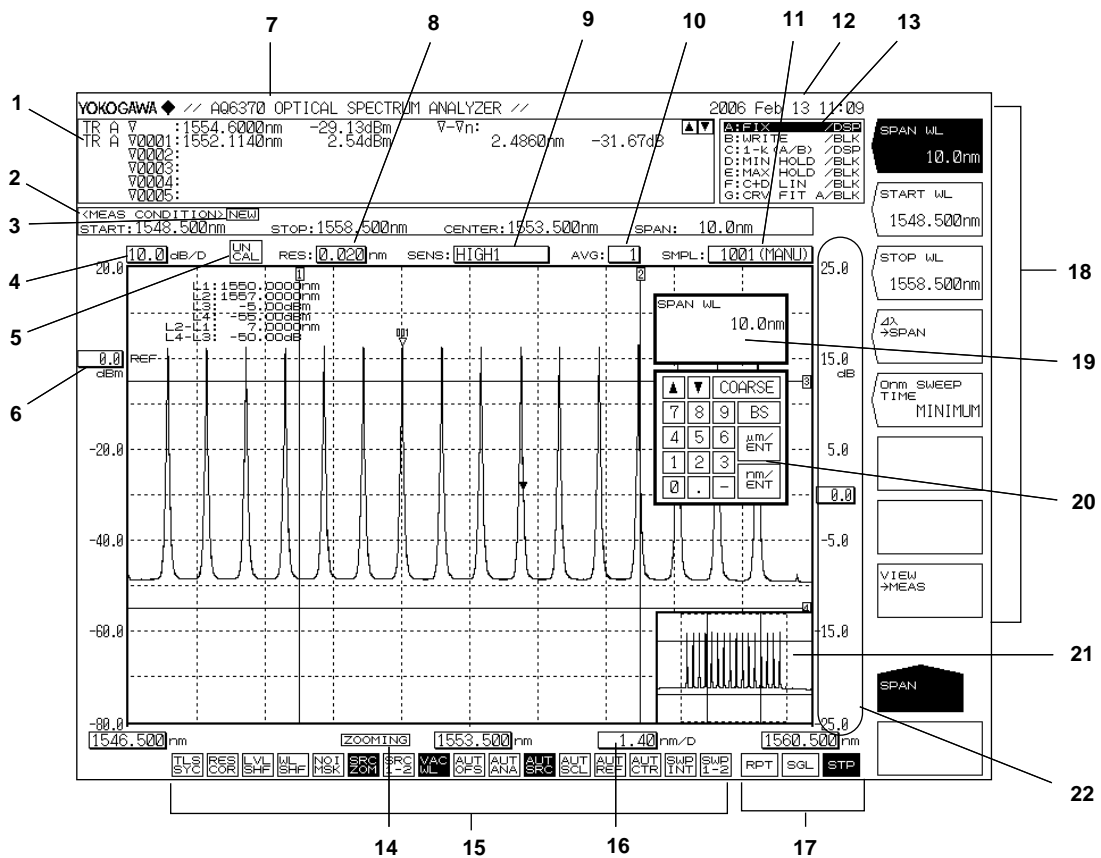 7 8 9 10 11 12 13
1
YOKOGAWA ◆ // AQ6370 OPTICAL SPECTRUM ANALYZER // 2006 Feb 13 11:09
TR A ∇ :1554.6000nm -29.13dBm ∇-∇n: ▲ ▼
TR A ∇0001:1552.1140nm 2.54dBm 2.4860nm -31.67dB
∇0002:
∇0003:
∇0004:
∇0005:
A:FIX /DSP
B:WRITE /BLK
C:1-k(A/B) /DSP
D:MIN HOLD /BLK
E:MAX HOLD /BLK
F:C+D LIN /BLK
G:CRV FIT A/BLK
2
3
<MEAS CONDITION> NEW
START:1548.500nm STOP:1558.500nm CENTER:1553.500nm SPAN: 10.0nm
4
5
6
10.0 dB/D UN CAL RES: 0.020 nm SENS: HIGH1 AVG: 1 SMPL: 1001(MANU)
20.0
0.0
dBm
REF
-20.0
-40.0
-60.0
-80.0
1
2
L1:1550.0000nm
L2:1557.0000nm
L3: -5.00dBm
L4: -55.00dBm
L2-L1: 7.0000nm
L4-L3: -50.00dB
001
SPAN WL
10.0nm
▲ ▼ COARSE
7 8 9 BS
4 5 6 μm/ENT
1 2 3
0 . - nm/ENT
3
4
25.0
15.0
dB
5.0
0.0
-5.0
-15.0
-25.0
SPAN WL
10.0nm
START WL
1548.500nm
STOP WL
1558.500nm
Δλ
→SPAN
0nm SWEEP
TIME
MINIMUM
VIEW
→MEAS
SPAN
18
19
20
21
22
1546.500 nm ZOOMING 1553.500 nm 1.40 nm/D 1560.500 nm
TLS SYC RES COR LVL SHF WL SHF NOI MSK SRC ZOM SRC 1-2 VAC WL AUT OFS AUT ANA AUT SRC AUT SCL AUT REF AUT CTR SWP INT SWP 1-2 RPT SGL STP
14 15 16 17